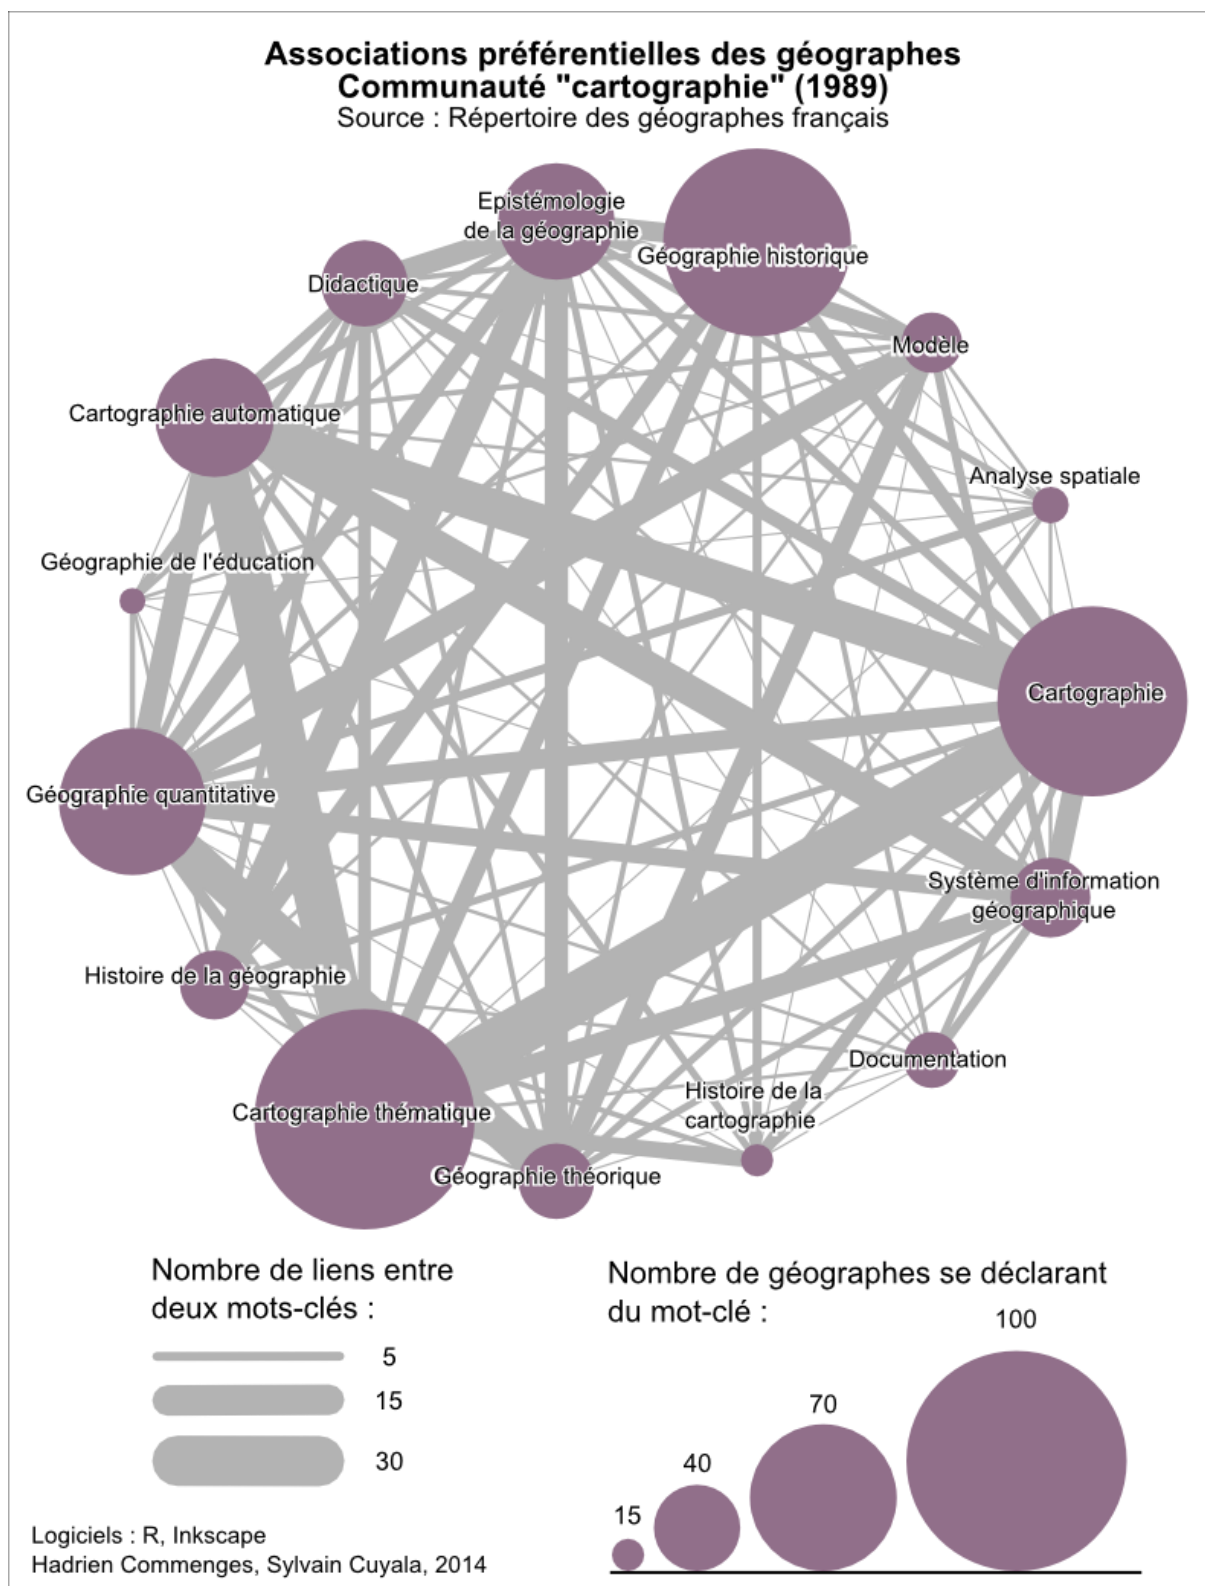 Associations préférentielles des géographes
Communauté "cartographie" (1989)
Source : Répertoire des géographes français
Epistémologie
de la géographie
Géographie historique
Didactique
Modèle
Cartographie automatique
Analyse spatiale
Géographie de l'éducation
Cartographie
Géographie quantitative
Système d'information
géographique
Histoire de la géographie
Documentation
Histoire de la
cartographie
Cartographie thématique
Géographie théorique
Nombre de liens entre
deux mots-clés :
5
15
30
Nombre de géographes se déclarant
du mot-clé :
100
70
40
15
Logiciels : R, Inkscape
Hadrien Commenges, Sylvain Cuyala, 2014